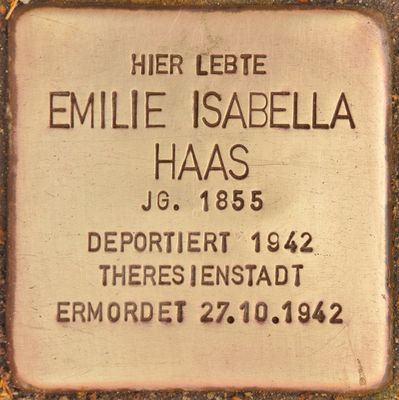 HIER LEBTE
EMILIE ISABELLA
HAAS
JG. 1855
DEPORTIERT 1942
THERESIENSTADT
ERMORDET 27.10.1942